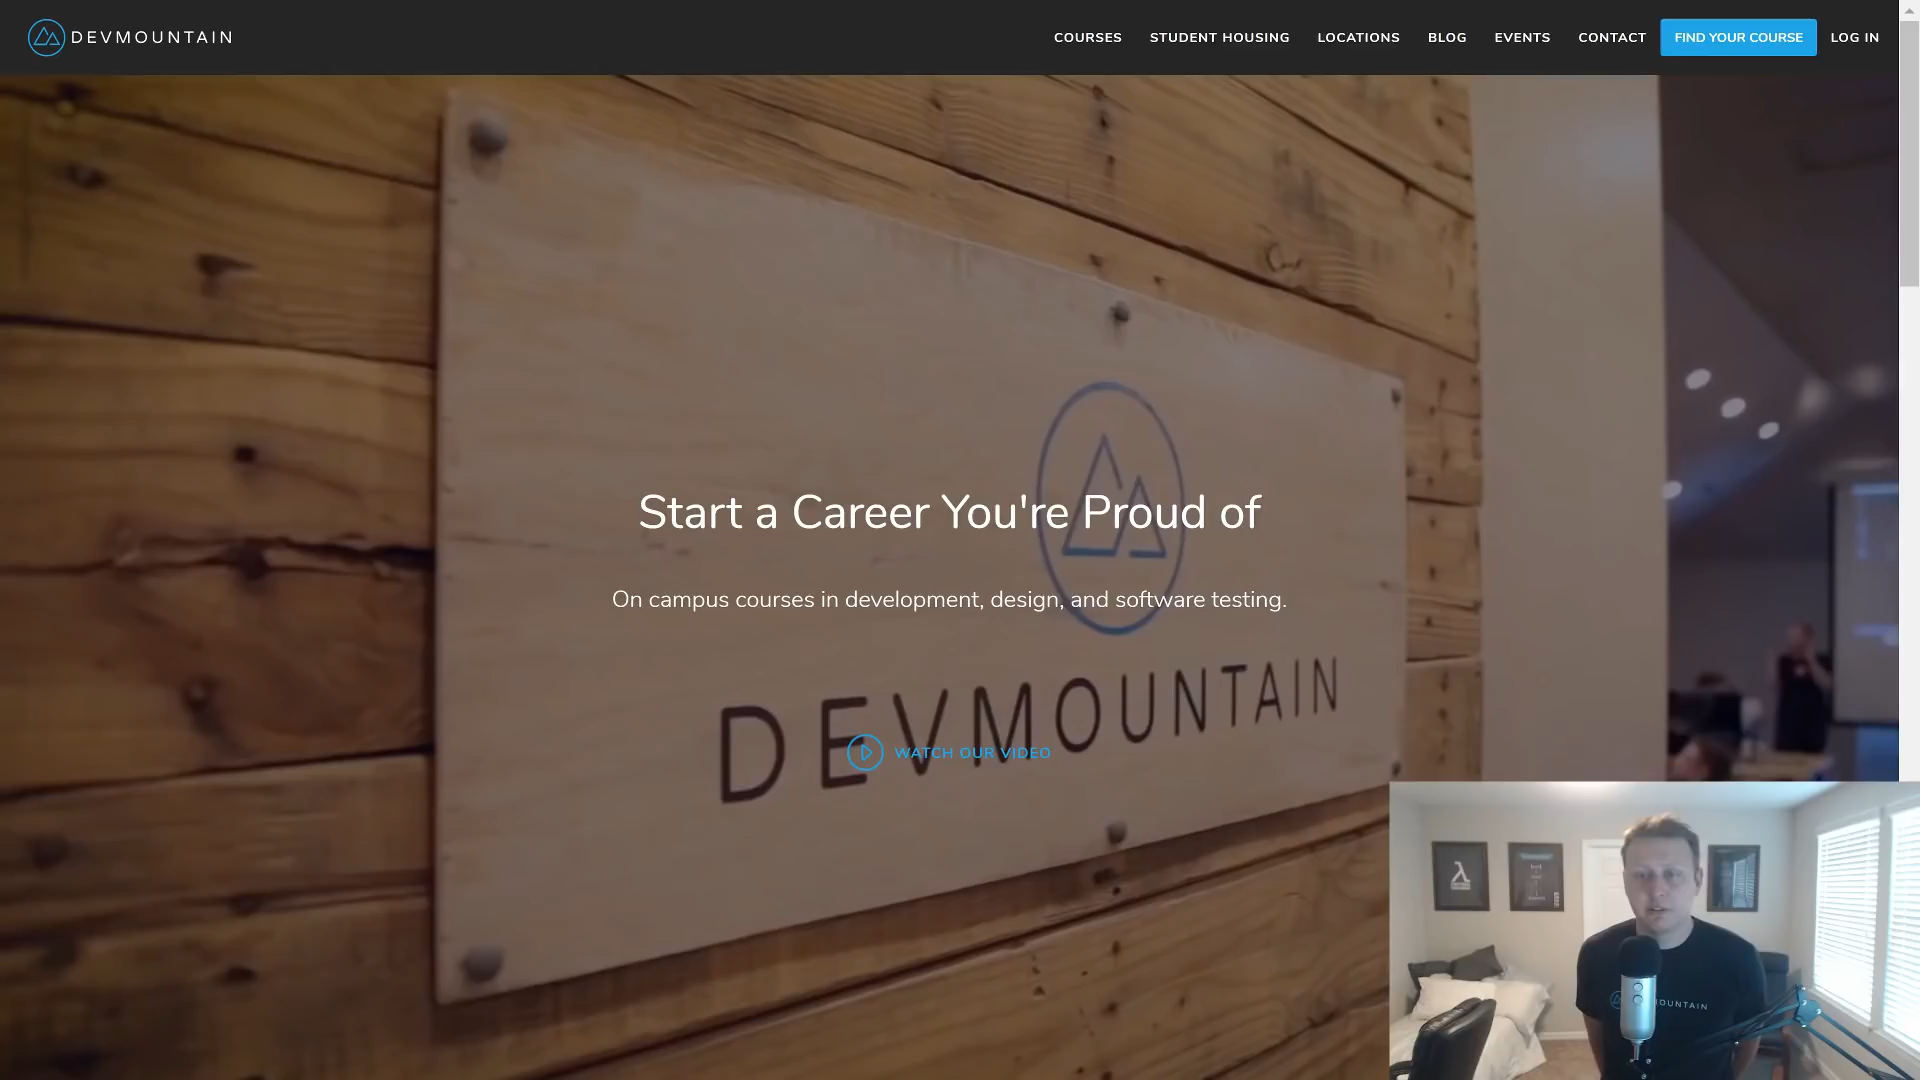 DEVMOUNTAIN
COURSES STUDENT HOUSING LOCATIONS BLOG EVENTS CONTACT FIND YOUR COURSE LOG IN
Start a Career You're Proud of
On campus courses in development, design, and software testing.
DEVMOUNTAIN
WATCH OUR VIDEO